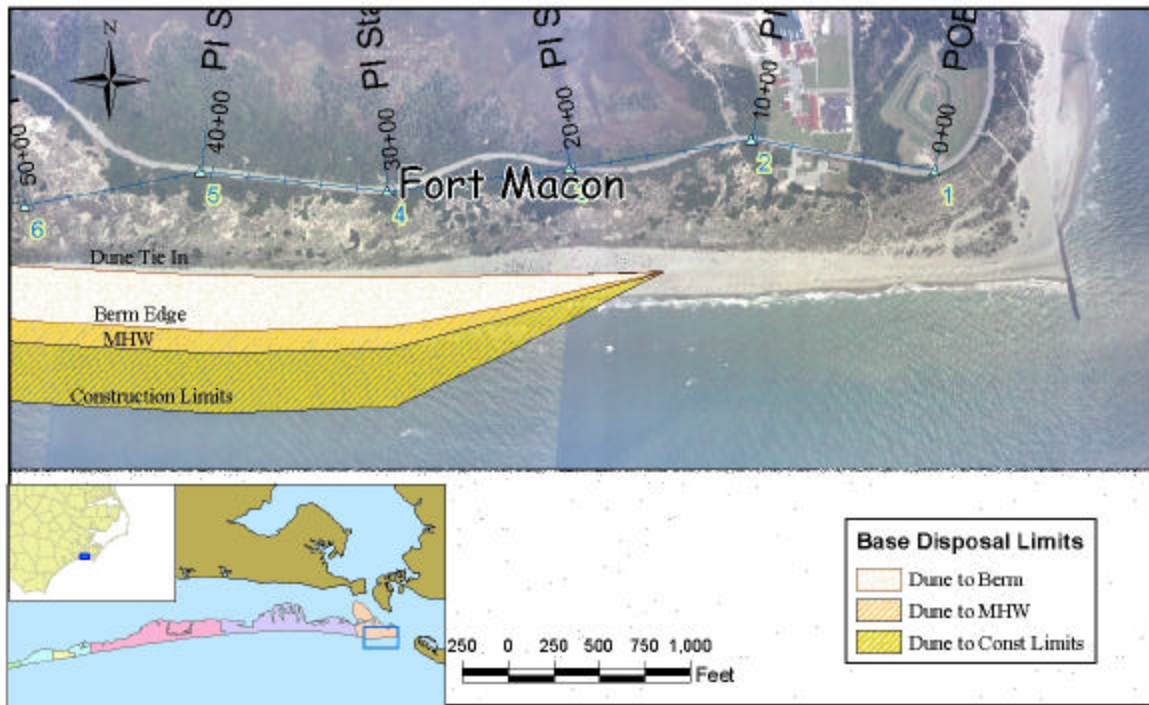 Z
PI S
PI Sta
PI S
PI
POB
50+00
40+00
30+00
20+00
10+00
0+00
6
5
4
2
1
Fort Macon
Dune Tie In
Berm Edge
MHW
Construction Limits
250 0 250 500 750 1,000
Feet
Base Disposal Limits
Dune to Berm
Dune to MHW
Dune to Const Limits